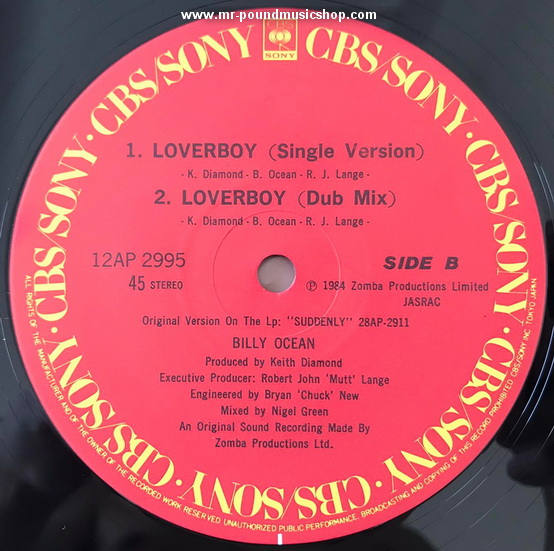 www.mr-poundmusicshop.com
CBS
SONY
CBS/SONY · CBS/SONY · CBS/SONY · CBS/SONY · CBS/SONY · CBS/SONY · CBS/SONY · CBS/SONY
1. LOVERBOY (Single Version)
- K. Diamond - B. Ocean - R. J. Lange -
2. LOVERBOY (Dub Mix)
- K. Diamond - B. Ocean - R. J. Lange -
12AP 2995
45 STEREO
SIDE B
Ⓟ 1984 Zomba Productions Limited
JASRAC
Original Version On The Lp: "SUDDENLY" 28AP-2911
BILLY OCEAN
Produced by Keith Diamond
Executive Producer: Robert John 'Mutt' Lange
Engineered by Bryan 'Chuck' New
Mixed by Nigel Green
An Original Sound Recording Made By
Zomba Productions Ltd.
ALL RIGHTS OF THE MANUFACTURER AND OF THE OWNER OF THE RECORDED WORK RESERVED UNAUTHORIZED PUBLIC PERFORMANCE, BROADCASTING AND COPYING OF THIS RECORD PROHIBITED CBS/SONY INC. TOKYO JAPAN